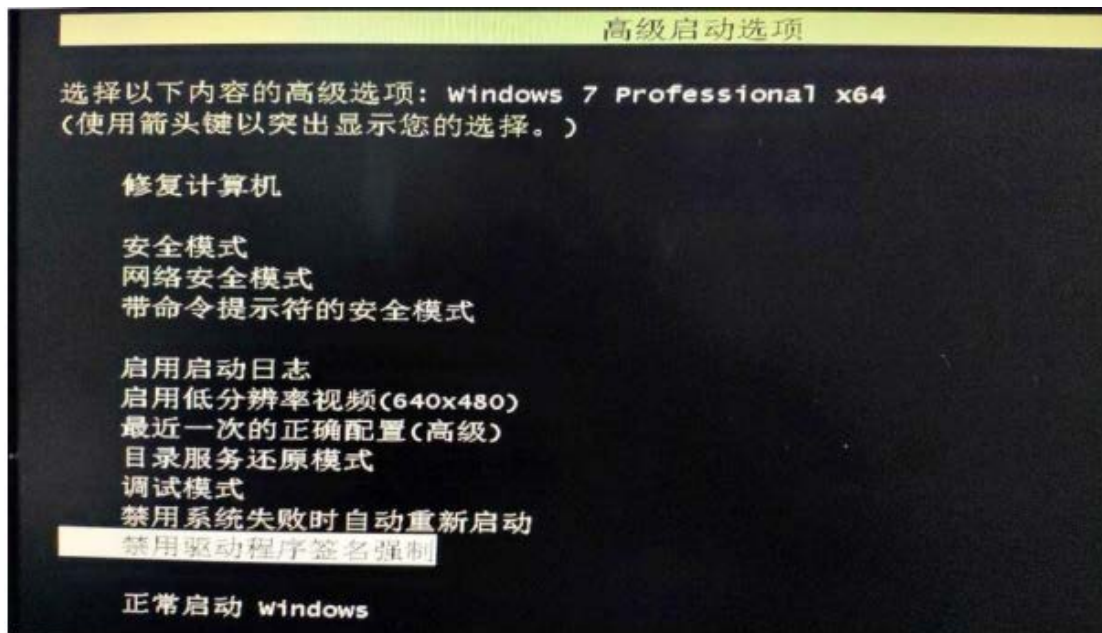 高级启动选项
选择以下内容的高级选项: Windows 7 Professional x64
(使用箭头键以突出显示您的选择。)
修复计算机
安全模式
网络安全模式
带命令提示符的安全模式
启用启动日志
启用低分辨率视频(640x480)
最近一次的正确配置(高级)
目录服务还原模式
调试模式
禁用系统失败时自动重新启动
禁用驱动程序签名强制
正常启动 Windows